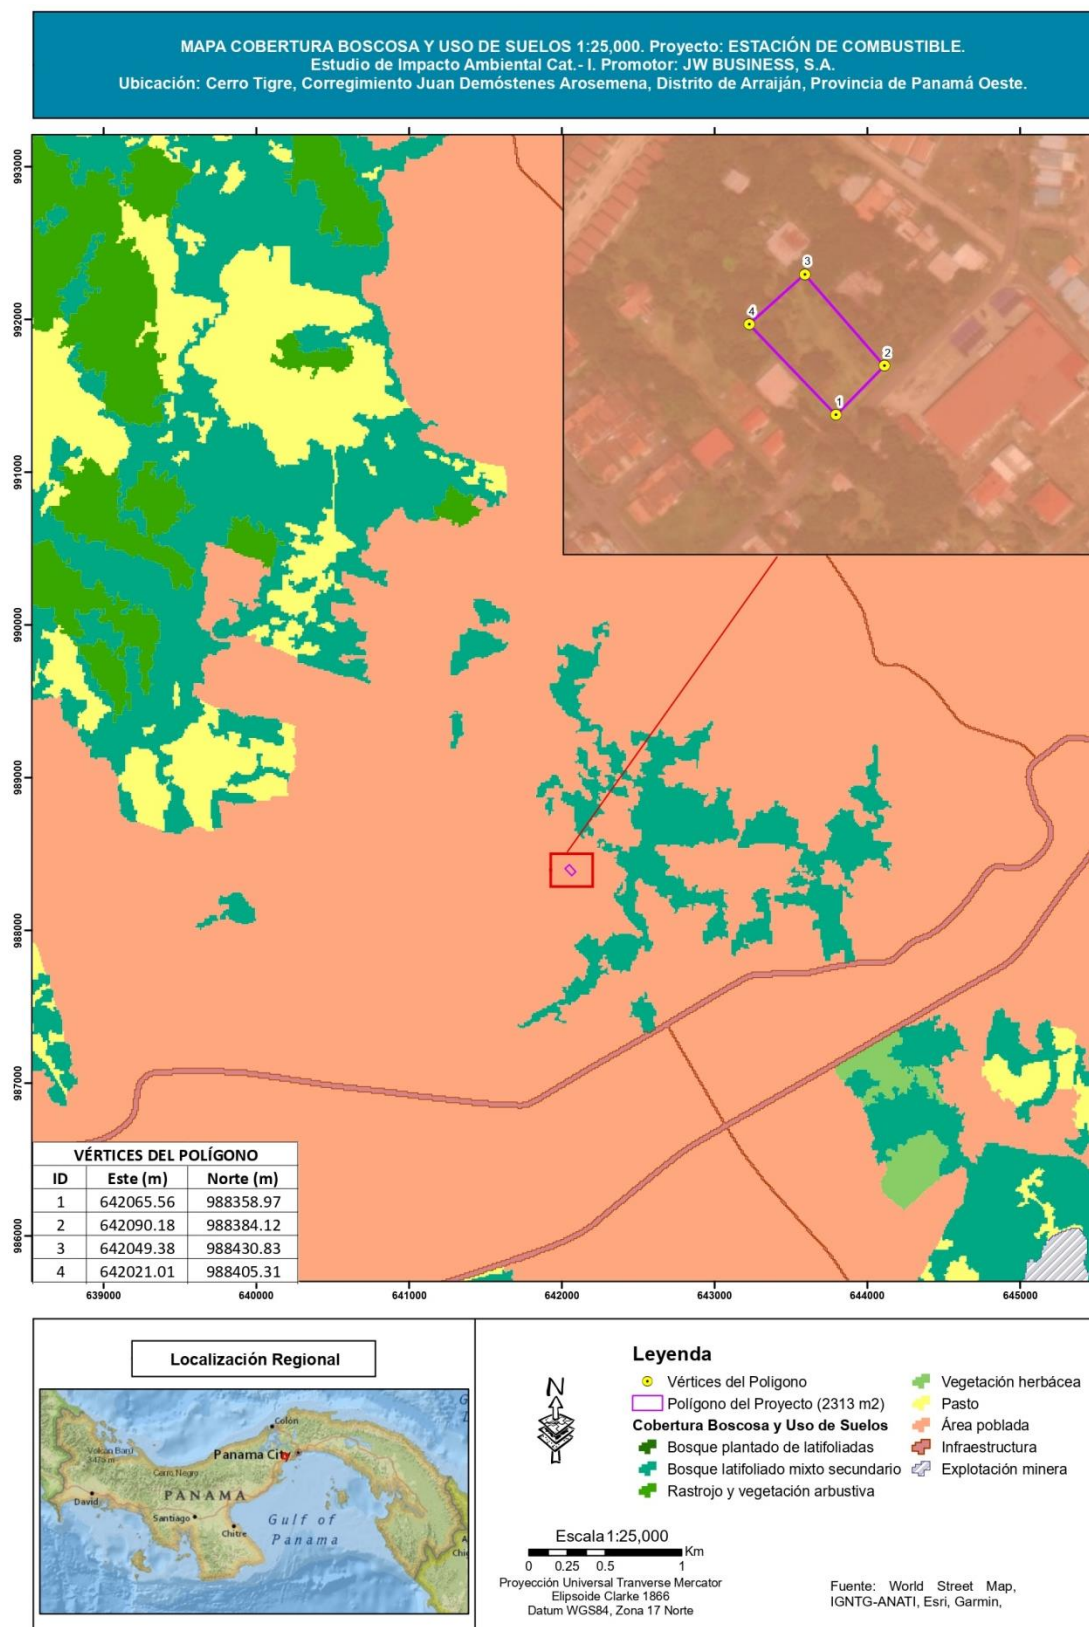 MAPA COBERTURA BOSCOSA Y USO DE SUELOS 1:25,000. Proyecto: ESTACIÓN DE COMBUSTIBLE.
Estudio de Impacto Ambiental Cat.- I. Promotor: JW BUSINESS, S.A.
Ubicación: Cerro Tigre, Corregimiento Juan Demóstenes Arosemena, Distrito de Arraiján, Provincia de Panamá Oeste.
993000
992000
991000
990000
989000
988000
987000
986000
3
4
2
1
VÉRTICES DEL POLÍGONO
ID Este (m) Norte (m)
1 642065.56 988358.97
2 642090.18 988384.12
3 642049.38 988430.83
4 642021.01 988405.31
639000 640000 641000 642000 643000 644000 645000
Localización Regional
Colón
Panama City
Volcán Barú
3475 m
Cerro Negro
PANAMA
David
Santiago
Chitre
Gulf of
Panama
N
Leyenda
Vértices del Poligono
Polígono del Proyecto (2313 m2)
Cobertura Boscosa y Uso de Suelos
Bosque plantado de latifoliadas
Bosque latifoliado mixto secundario
Rastrojo y vegetación arbustiva
Vegetación herbácea
Pasto
Área poblada
Infraestructura
Explotación minera
Escala 1:25,000
Km
0 0.25 0.5 1
Proyección Universal Tranverse Mercator
Elipsoide Clarke 1866
Datum WGS84, Zona 17 Norte
Fuente: World Street Map,
IGNTG-ANATI, Esri, Garmin,